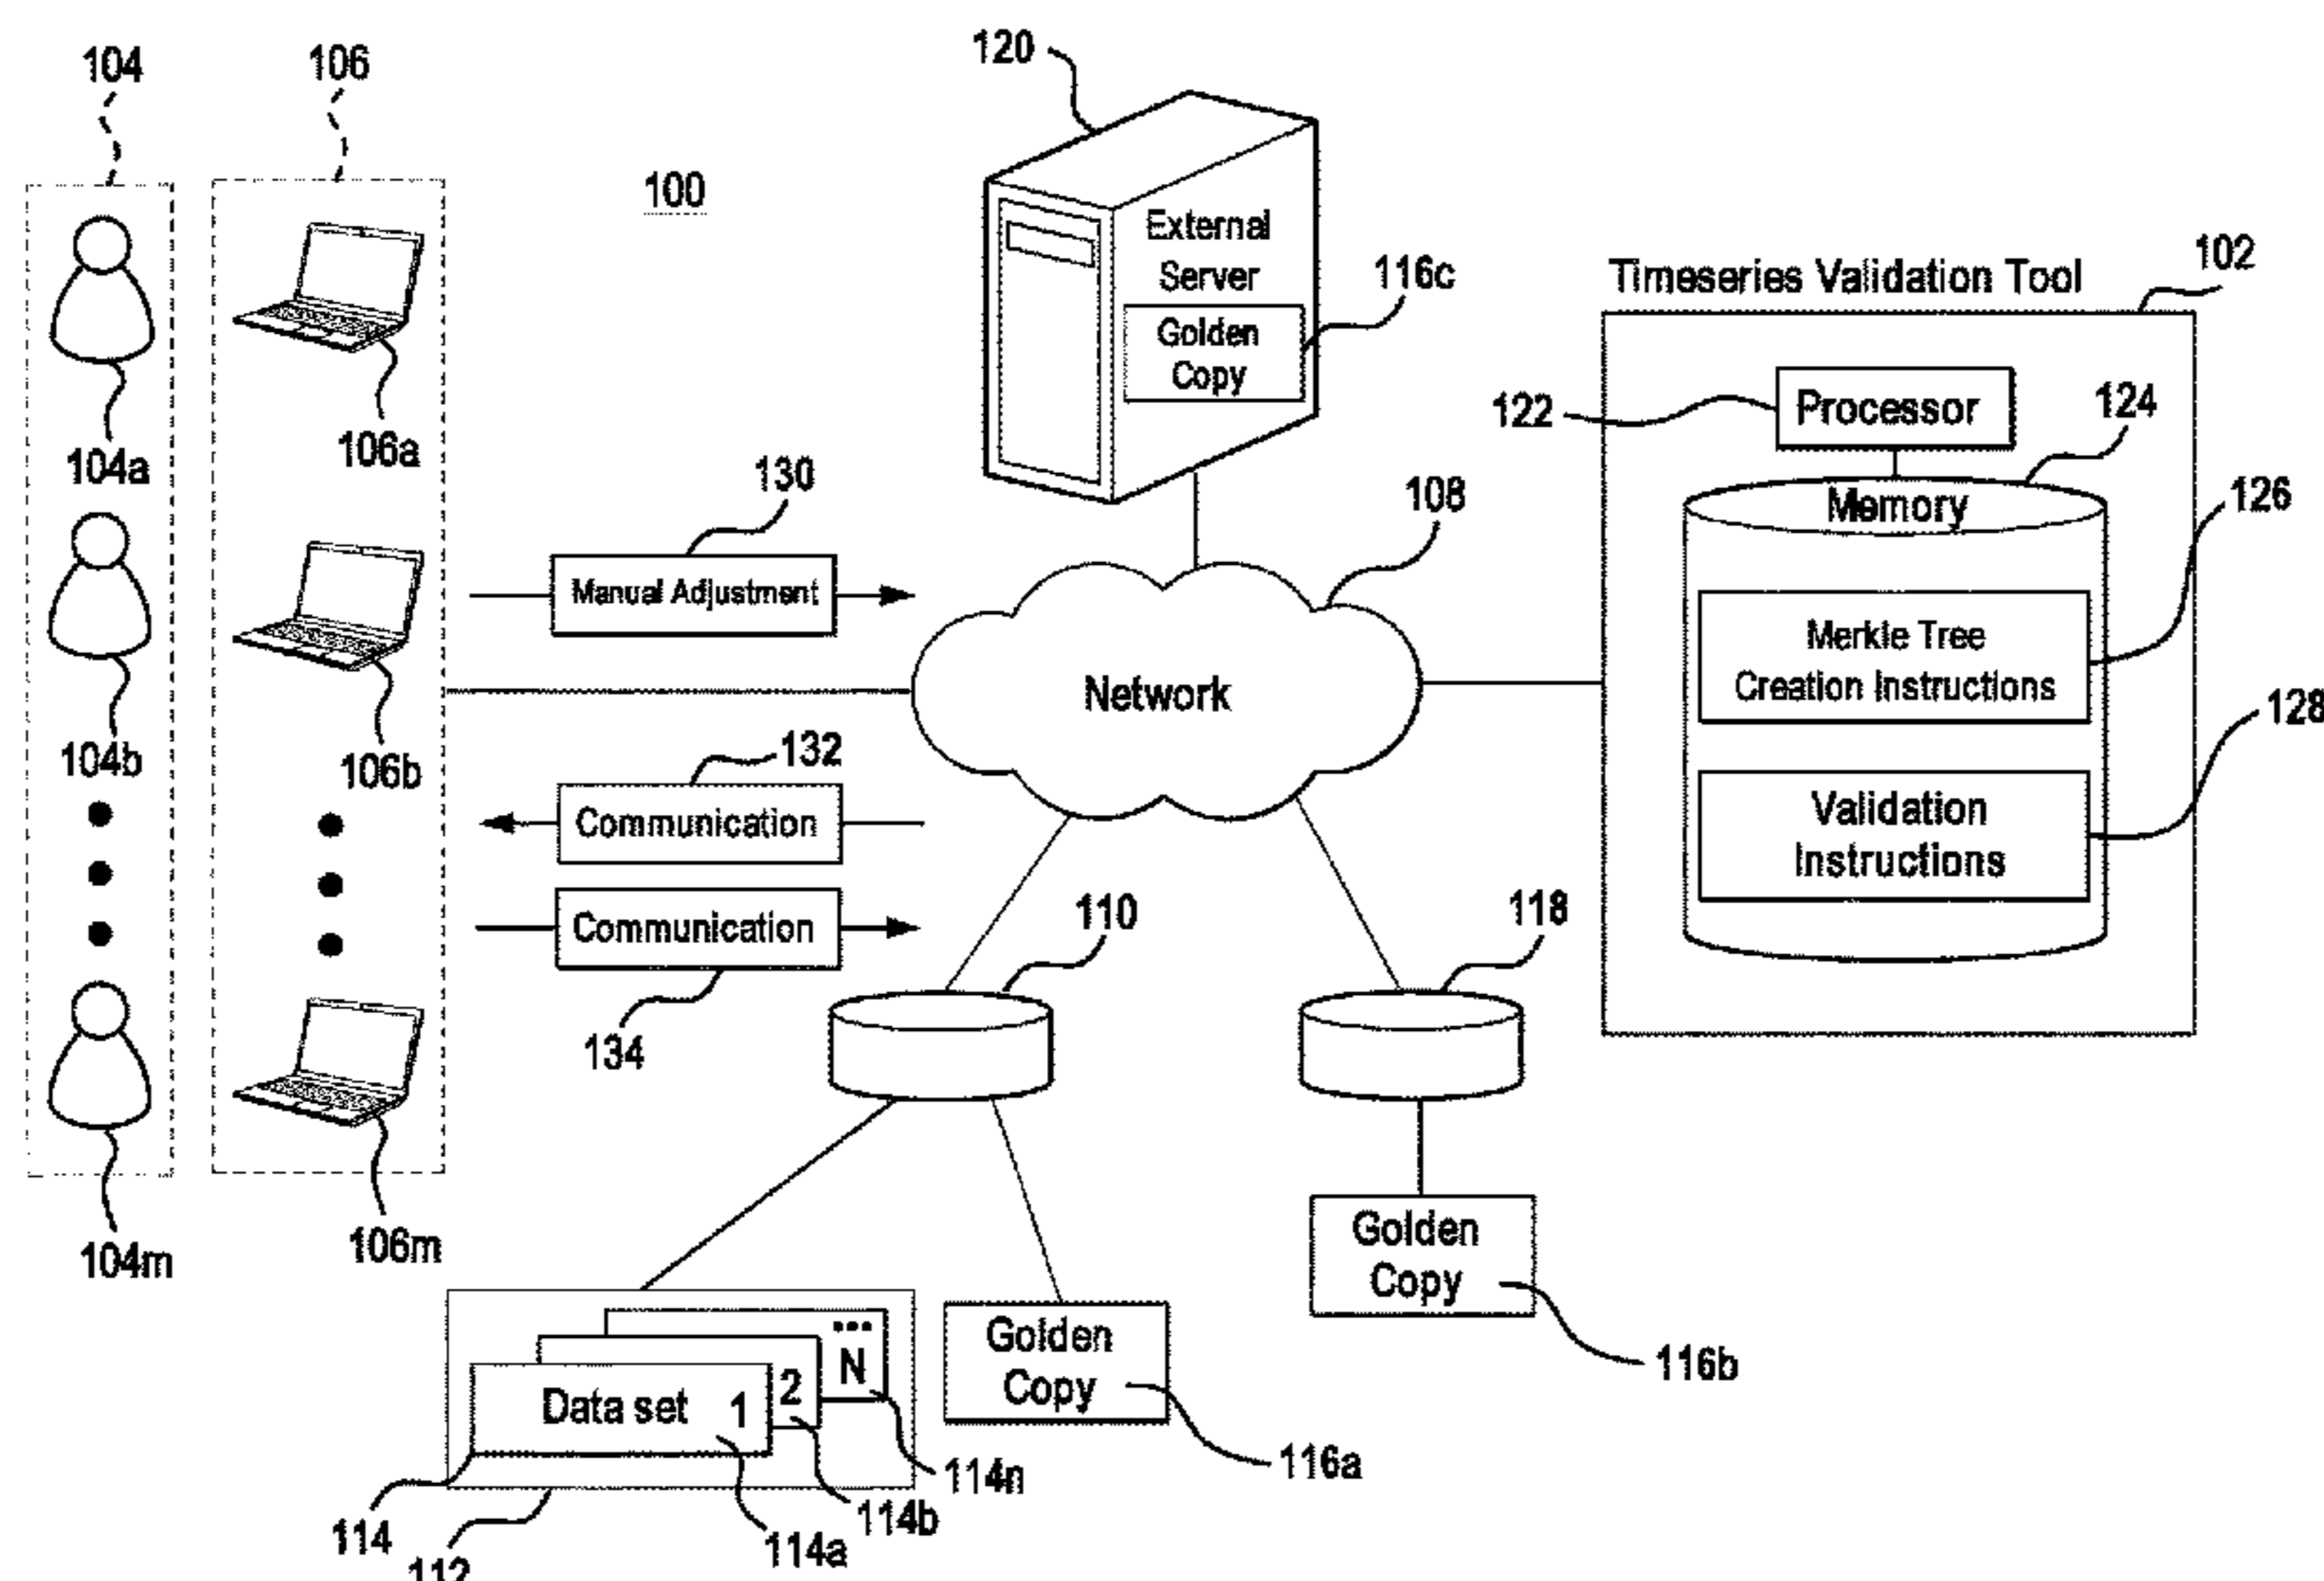 120
104
106
100
External
Server
116c
Golden
Copy
102
Timeseries Validation Tool
Processor
122
124
Memory
126
Merkle Tree
Creation Instructions
128
Validation
Instructions
104a
106a
130
Manual Adjustment
108
Network
104b
106b
132
Communication
Communication
134
110
118
104m
106m
Golden
Copy
116b
Golden
Copy
116a
...
N
2
Data set 1
114n
114b
114a
114
112